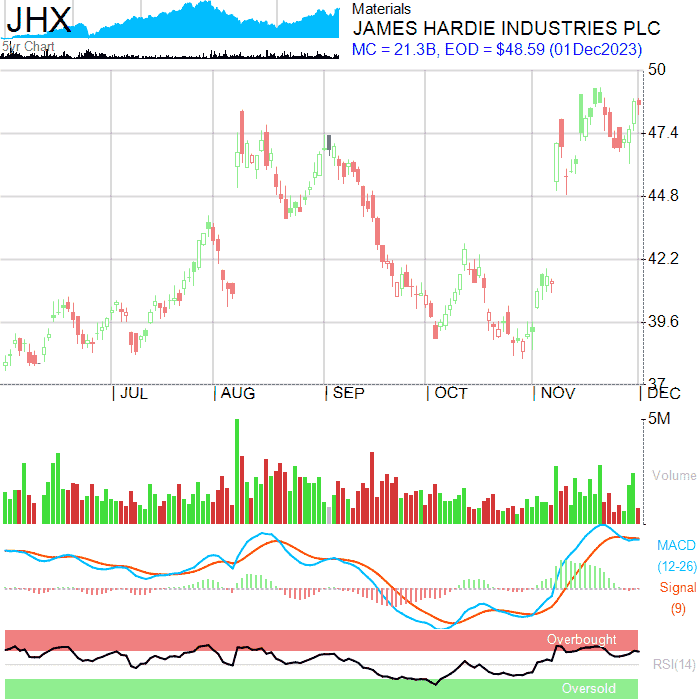 JHX
5yr Chart
Materials
JAMES HARDIE INDUSTRIES PLC
MC = 21.3B, EOD = $48.59 (01Dec2023)
50
47.4
44.8
42.2
39.6
37
JUL AUG SEP OCT NOV DEC
5M
Volume
MACD
(12-26)
Signal
(9)
Overbought
RSI(14)
Oversold